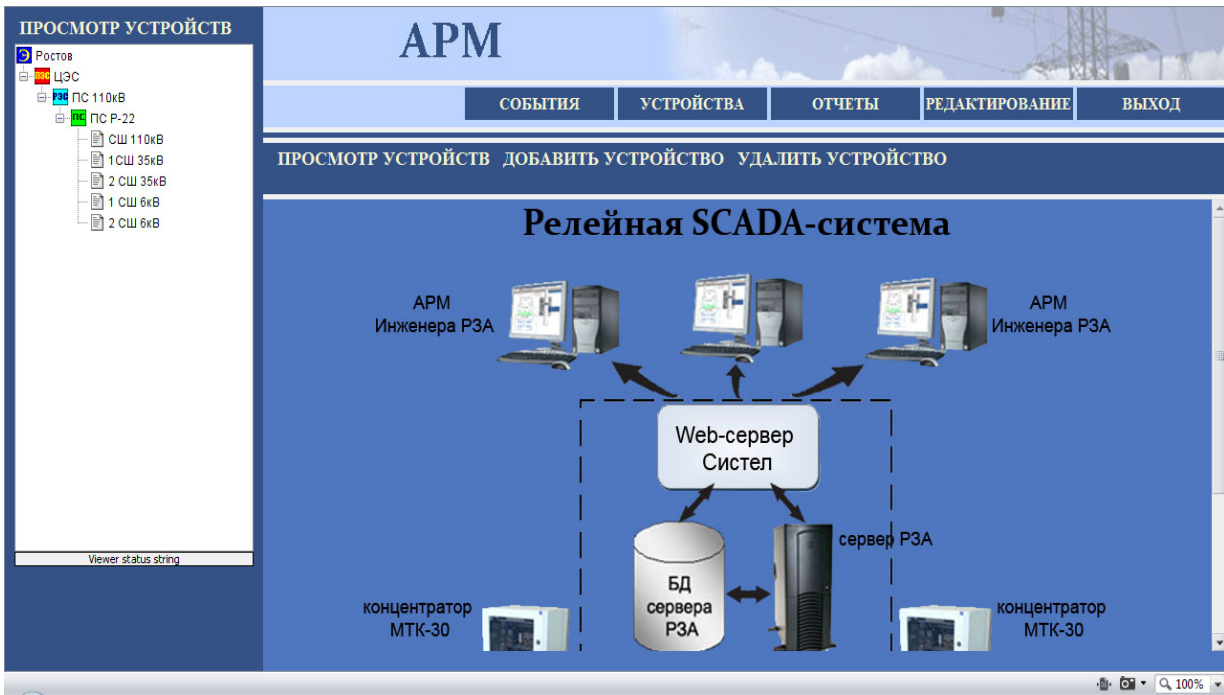 ПРОСМОТР УСТРОЙСТВ
Ростов
ПЭС ЦЭС
РЭС ПС 110кВ
ПС ПС Р-22
СШ 110кВ
1СШ 35кВ
2 СШ 35кВ
1 СШ 6кВ
2 СШ 6кВ
Viewer status string
АРМ
СОБЫТИЯ УСТРОЙСТВА ОТЧЕТЫ РЕДАКТИРОВАНИЕ ВЫХОД
ПРОСМОТР УСТРОЙСТВ ДОБАВИТЬ УСТРОЙСТВО УДАЛИТЬ УСТРОЙСТВО
Релейная SCADA-система
АРМ
Инженера РЗА
АРМ
Инженера РЗА
Web-сервер
Систел
сервер РЗА
БД
сервера
РЗА
концентратор
МТК-30
концентратор
МТК-30
100%